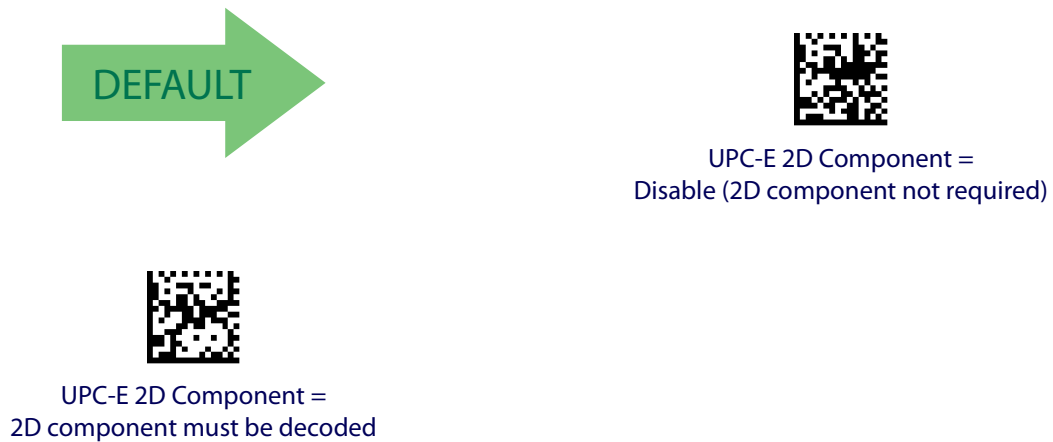 DEFAULT
UPC-E 2D Component =
Disable (2D component not required)
UPC-E 2D Component =
2D component must be decoded